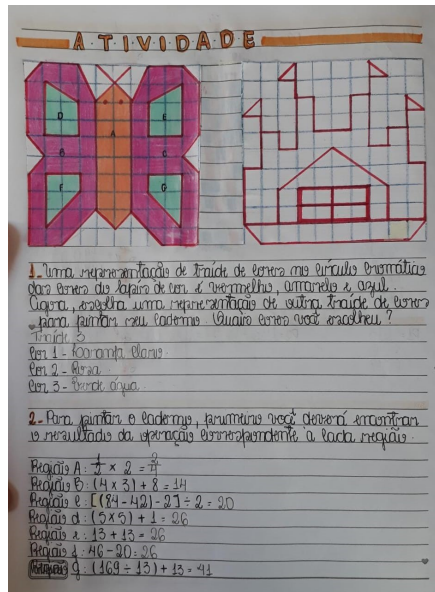 ATIVIDADE
D
E
A
B
C
F
G
1- Uma representação de tríade de cores no círculo cromático
das cores do lápis de cor é vermelho, amarelo e azul.
Agora, escolha uma representação de outra tríade de cores
para pintar seu caderno. Quais cores você escolheu?
Tríade 3
Cor 1 - Laranja Claro.
Cor 2 - Rosa
Cor 3 - Verde água.
2- Para pintar o caderno, primeiro você deverá encontrar
o resultado da operação correspondente à cada região.
Região A: 1/2 × 2 =
Região B: (4 × 3) + 8 = 14
Região C: [(84 - 42) - 2] ÷ 2 = 20
Região d: (5 × 5) + 1 = 26
Região e: 13 + 13 = 26
Região f: 46 - 20 = 26
g: (169 ÷ 13) + 13 = 41